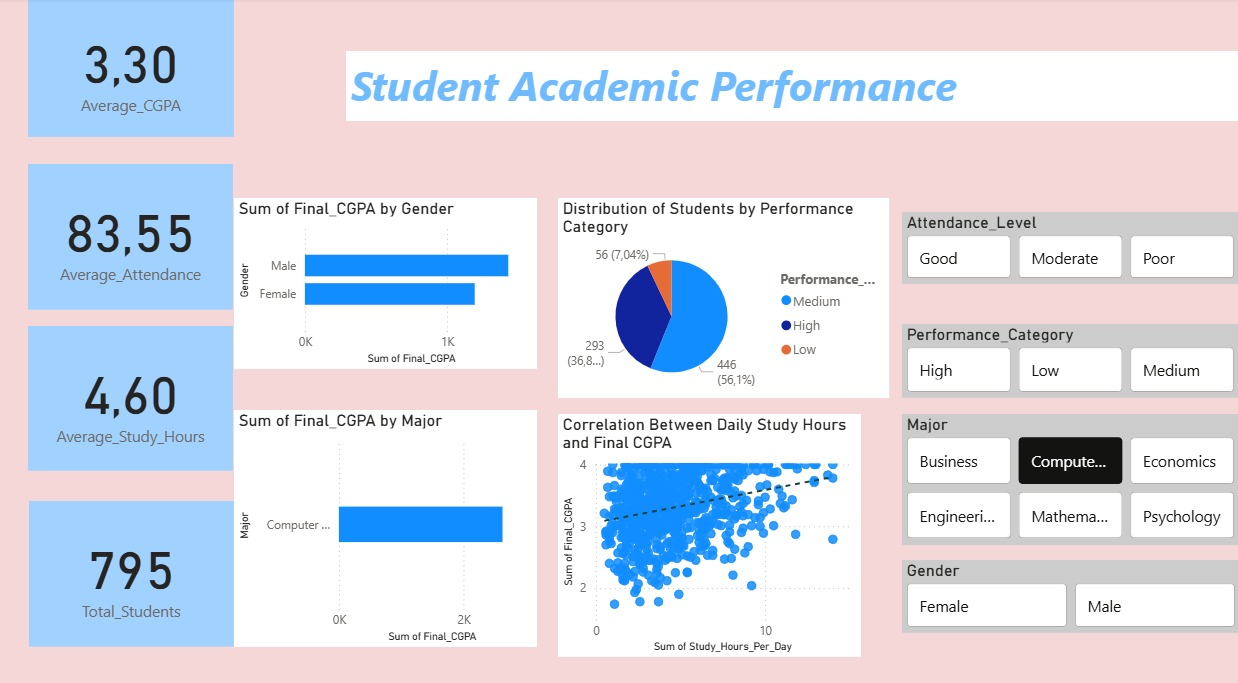 3,30
Average_CGPA
Student Academic Performance
83,55
Average_Attendance
4,60
Average_Study_Hours
795
Total_Students
Sum of Final_CGPA by Gender
Gender
Male
Female
0K
1K
Sum of Final_CGPA
Sum of Final_CGPA by Major
Major
Computer ...
0K
2K
Sum of Final_CGPA
Distribution of Students by Performance
Category
56 (7,04%)
293
(36,8...)
446
(56,1%)
Performance_...
Medium
High
Low
Correlation Between Daily Study Hours
and Final CGPA
Sum of Final_CGPA
4
3
2
0
10
Sum of Study_Hours_Per_Day
Attendance_Level
Good
Moderate
Poor
Performance_Category
High
Low
Medium
Major
Business
Compute...
Economics
Engineeri...
Mathema...
Psychology
Gender
Female
Male